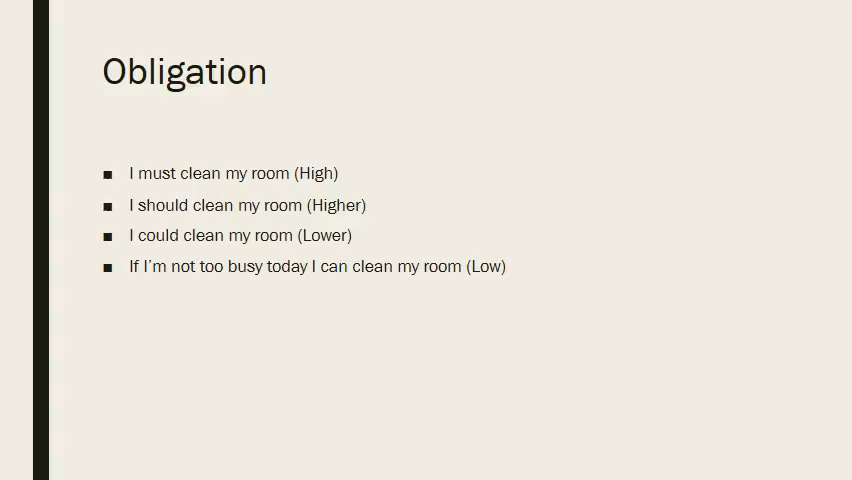 Obligation
■ I must clean my room (High)
■ I should clean my room (Higher)
■ I could clean my room (Lower)
■ If I’m not too busy today I can clean my room (Low)